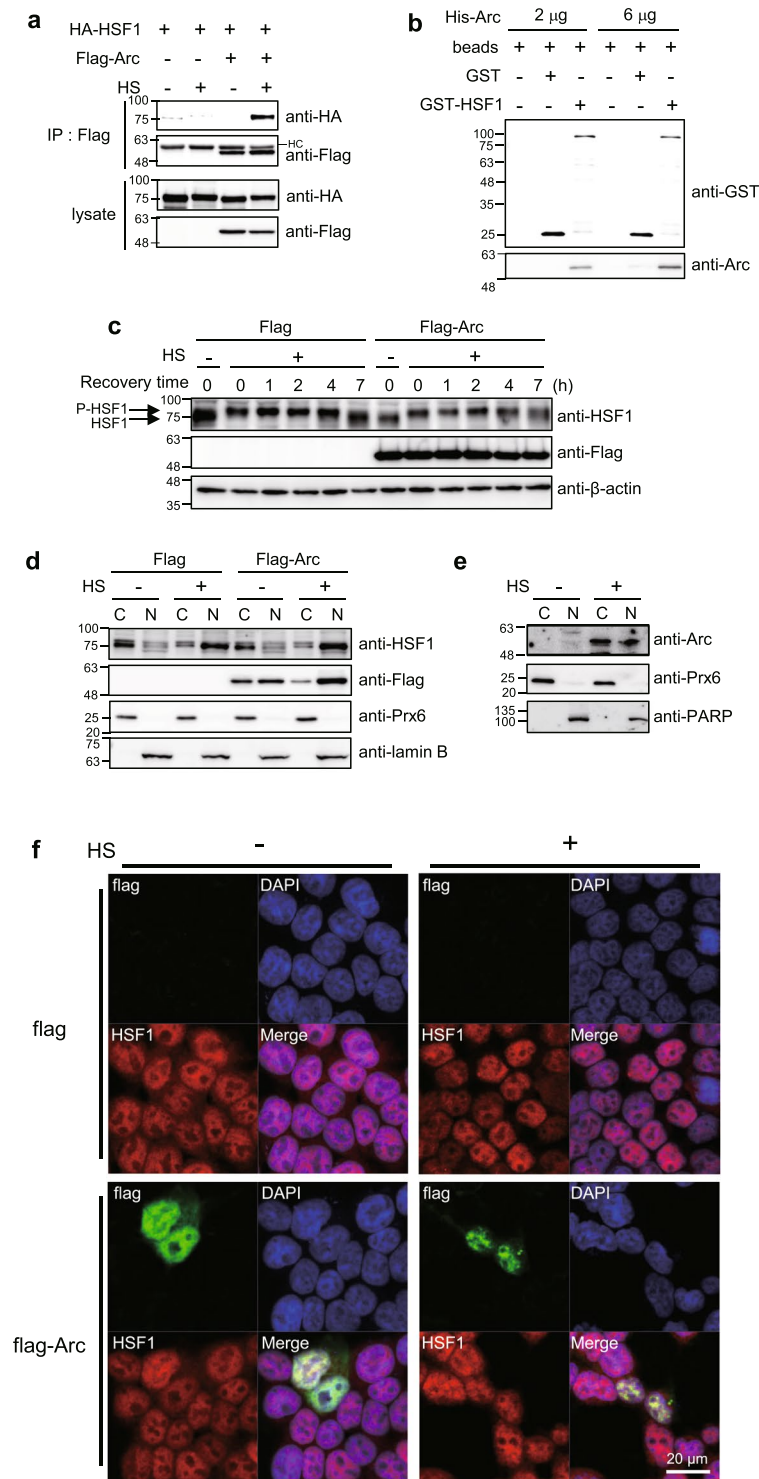 a
HA-HSF1 + + + +
Flag-Arc - - + +
HS - + - +
IP : Flag
100
75
anti-HA
63
48
HC
anti-Flag
lysate
100
75
anti-HA
63
48
anti-Flag
b
His-Arc 2 μg 6 μg
beads + + + + + +
GST - + - - + -
GST-HSF1 - - + - - +
100
75
63
48
35
25
anti-GST
63
48
anti-Arc
c
Flag Flag-Arc
HS - + - +
Recovery time 0 0 1 2 4 7 0 0 1 2 4 7 (h)
100
75
P-HSF1
HSF1
anti-HSF1
63
48
anti-Flag
48
35
anti-β-actin
d
Flag Flag-Arc
HS - + - +
C N C N C N C N
100
75
anti-HSF1
63
48
anti-Flag
25
20
anti-Prx6
75
63
anti-lamin B
e
HS - +
C N C N
63
48
anti-Arc
25
20
anti-Prx6
135
100
anti-PARP
f
HS - +
flag
flag DAPI flag DAPI
HSF1 Merge HSF1 Merge
flag-Arc
flag DAPI flag DAPI
HSF1 Merge HSF1 Merge
20 μm